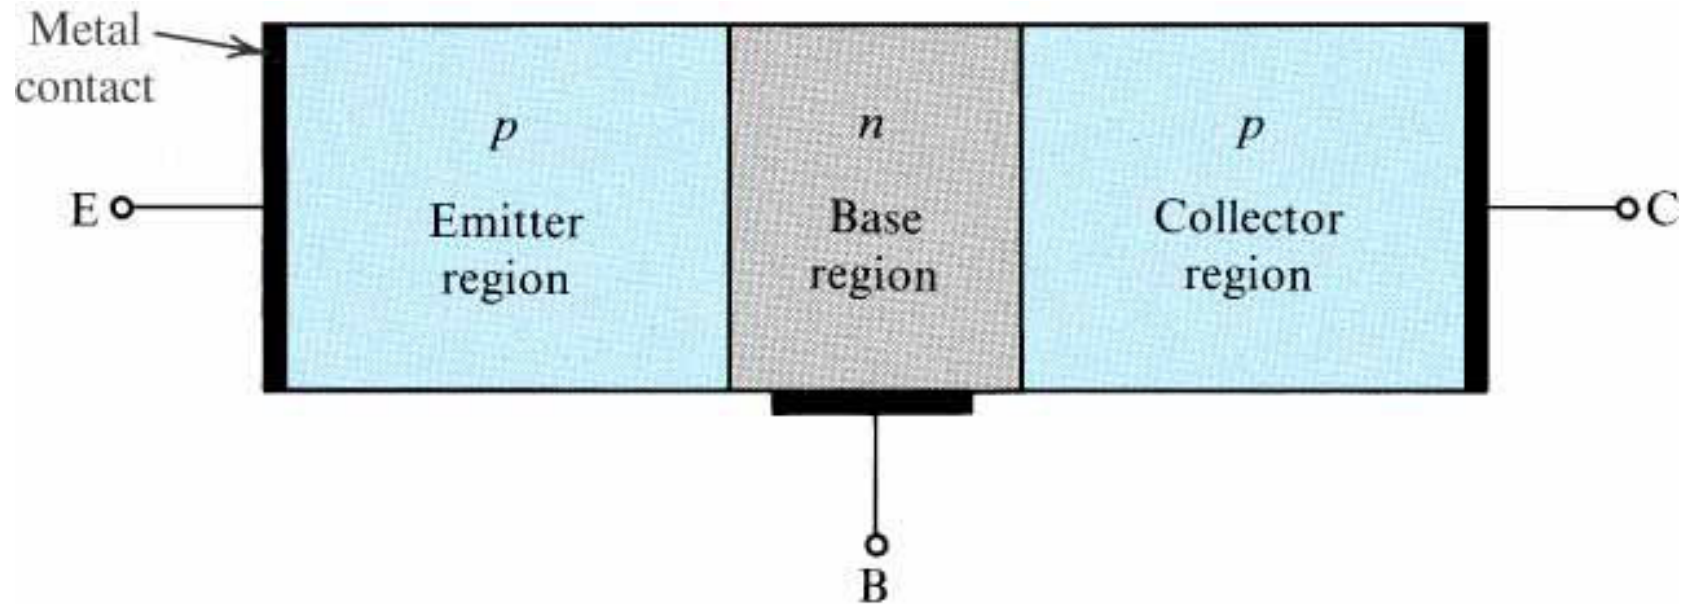 Metal
contact
p
n
p
E
Emitter
region
Base
region
Collector
region
C
B